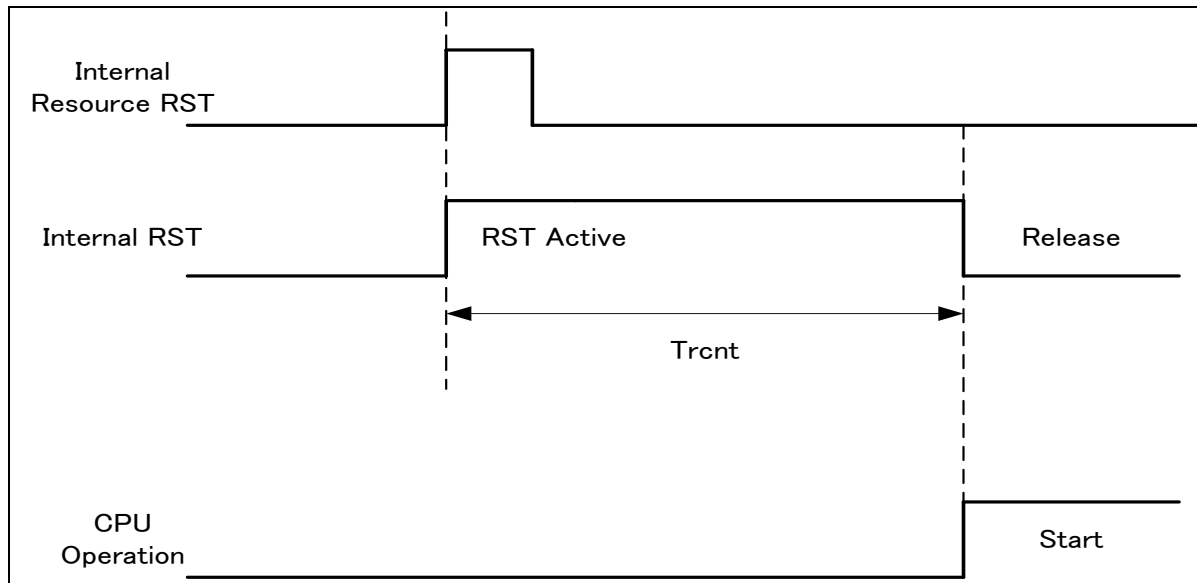 Internal
Resource RST
Internal RST
RST Active
Release
Trcnt
CPU
Operation
Start